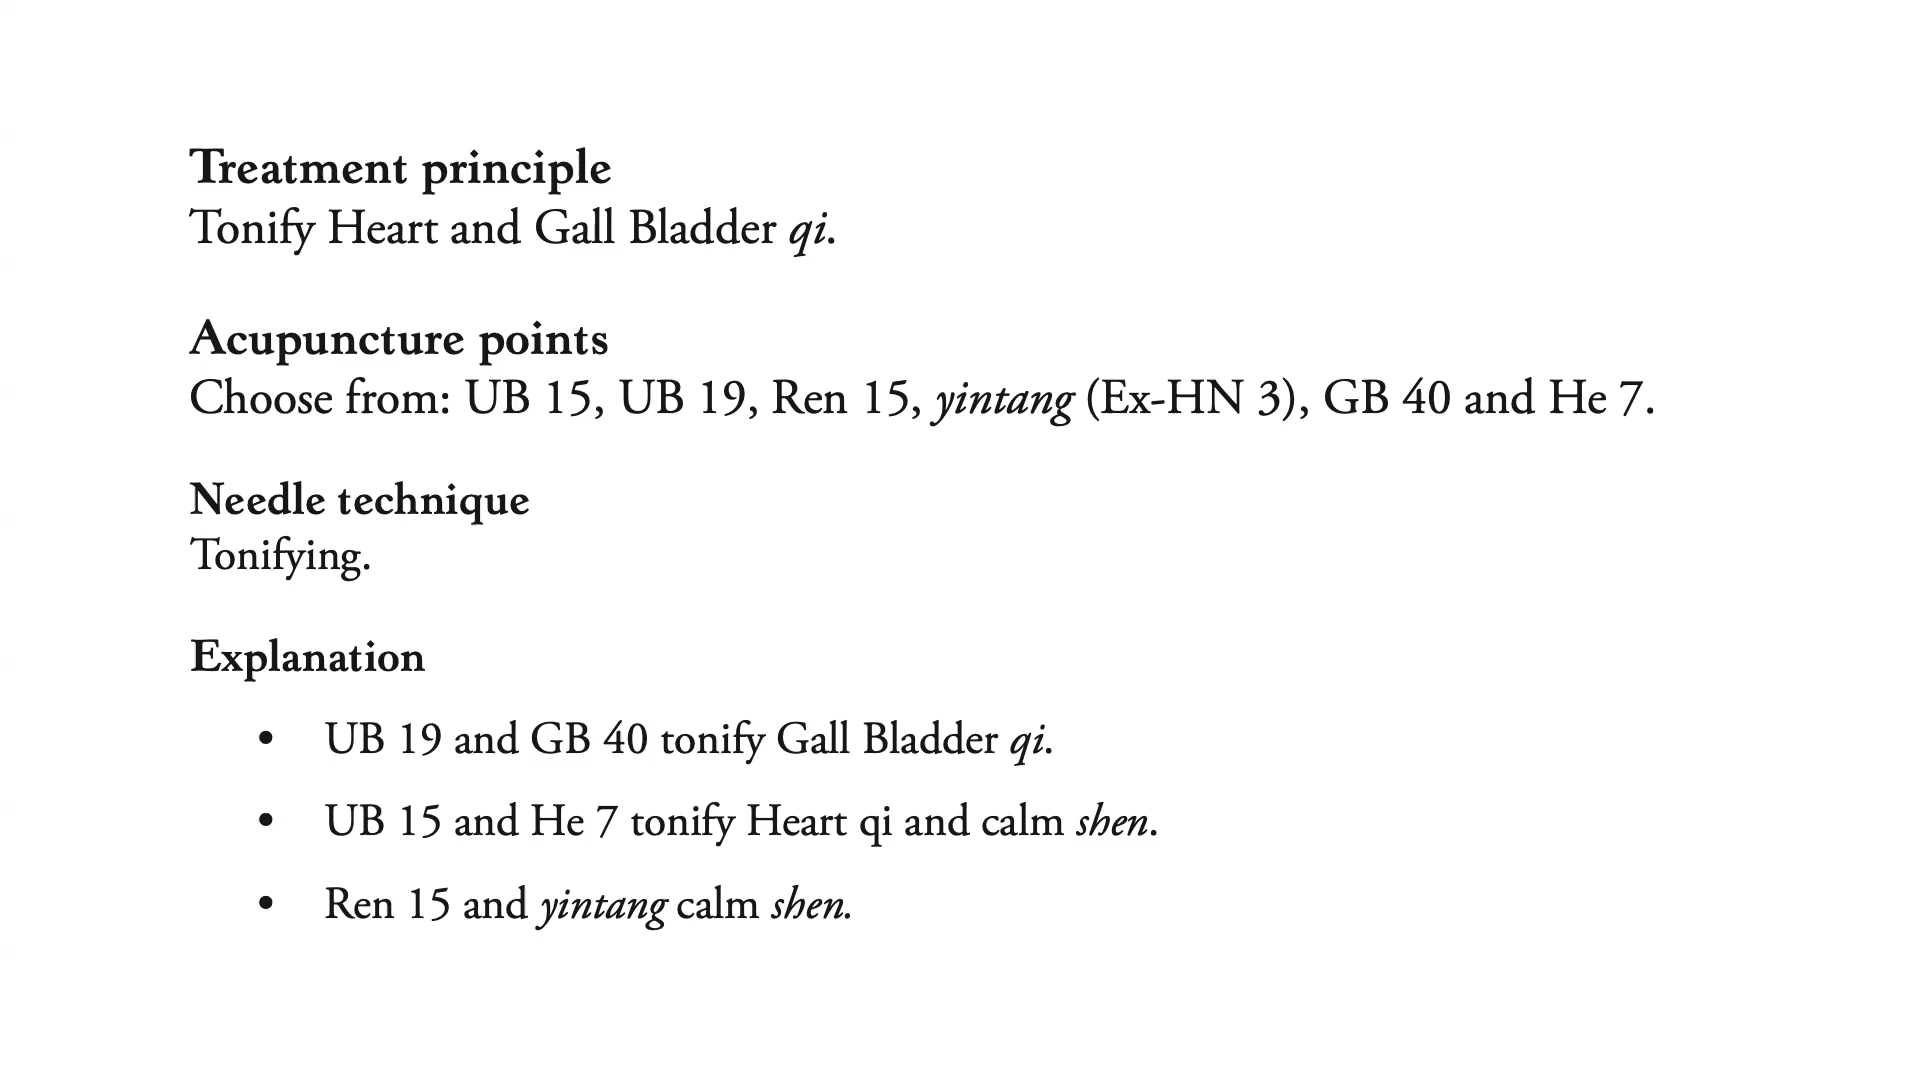 Treatment principle
Tonify Heart and Gall Bladder qi.
Acupuncture points
Choose from: UB 15, UB 19, Ren 15, yintang (Ex-HN 3), GB 40 and He 7.
Needle technique
Tonifying.
Explanation
• UB 19 and GB 40 tonify Gall Bladder qi.
• UB 15 and He 7 tonify Heart qi and calm shen.
• Ren 15 and yintang calm shen.